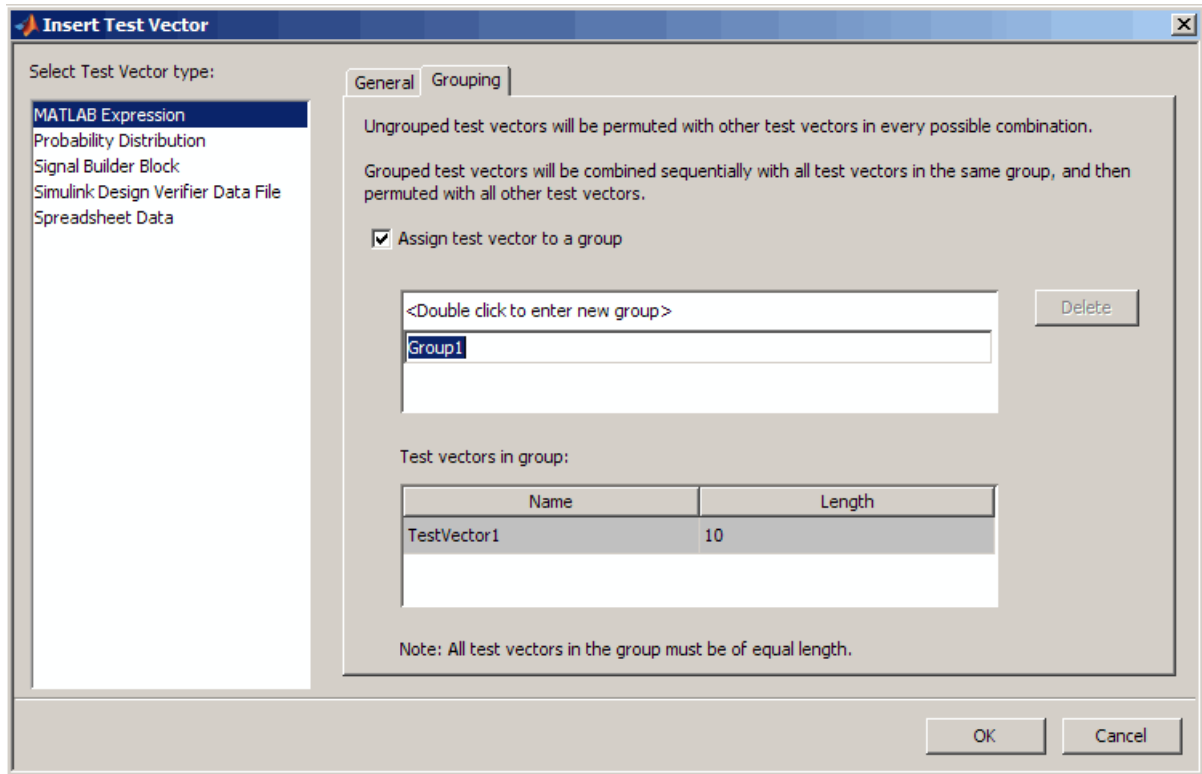 Insert Test Vector
Select Test Vector type:
MATLAB Expression
Probability Distribution
Signal Builder Block
Simulink Design Verifier Data File
Spreadsheet Data
General
Grouping
Ungrouped test vectors will be permuted with other test vectors in every possible combination.
Grouped test vectors will be combined sequentially with all test vectors in the same group, and then
permuted with all other test vectors.
Assign test vector to a group
<Double click to enter new group>
Delete
Group1
Test vectors in group:
Name Length
TestVector1 10
Note: All test vectors in the group must be of equal length.
OK
Cancel